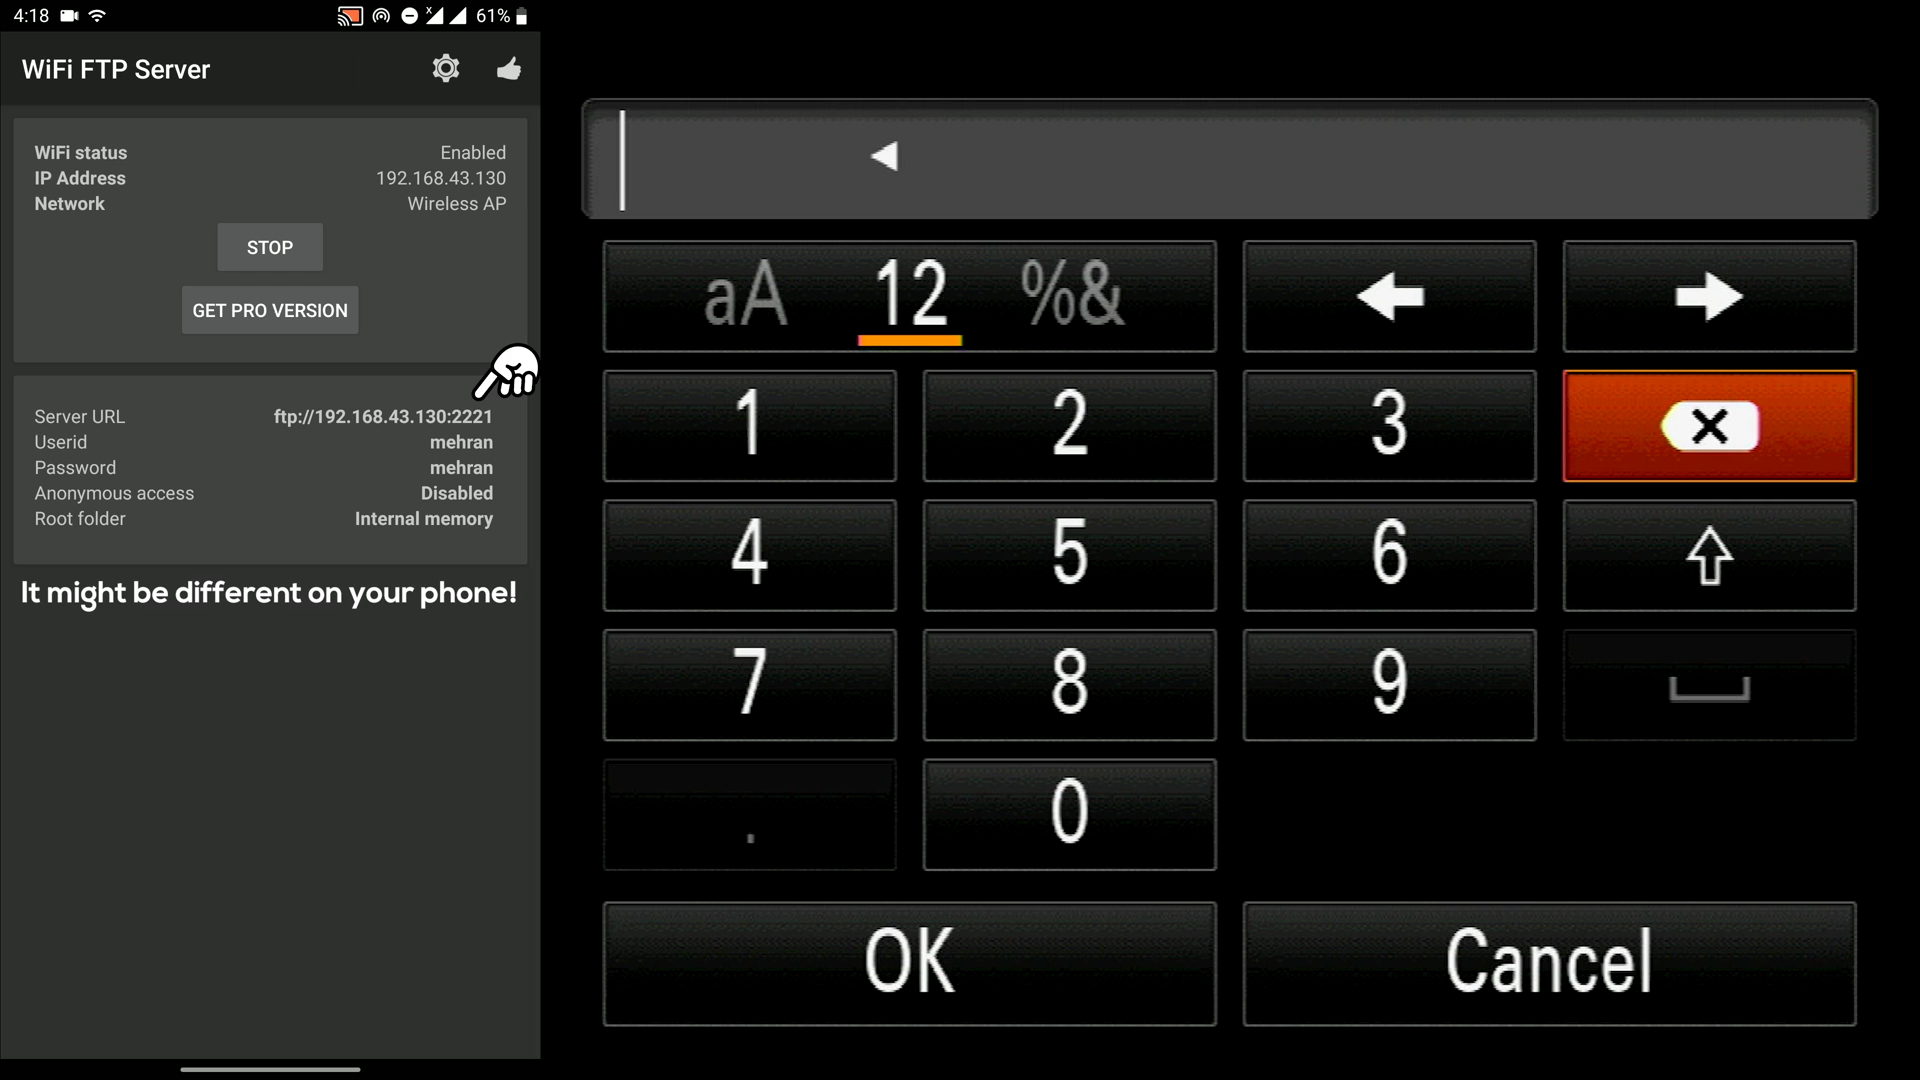 4:18
x
61%
WiFi FTP Server
WiFi status Enabled
IP Address 192.168.43.130
Network Wireless AP
STOP
GET PRO VERSION
Server URL ftp://192.168.43.130:2221
Userid mehran
Password mehran
Anonymous access Disabled
Root folder Internal memory
It might be different on your phone!
aA 12 %&
1 2 3
4 5 6
7 8 9
. 0
OK Cancel